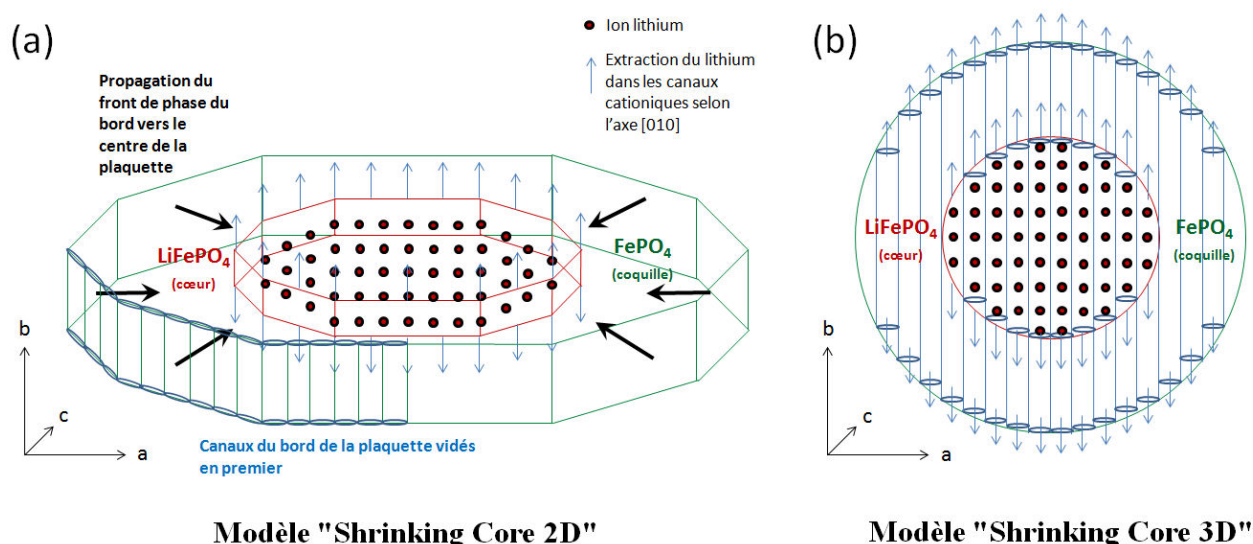 (a)
Propagation du
front de phase du
bord vers le
centre de la
plaquette
Ion lithium
Extraction du lithium
dans les canaux
cationiques selon
l'axe [010]
LiFePO4
(cœur)
FePO4
(coquille)
b
c
a
Canaux du bord de la plaquette vidés
en premier
Modèle "Shrinking Core 2D"
(b)
LiFePO4
(cœur)
FePO4
(coquille)
b
c
a
Modèle "Shrinking Core 3D"